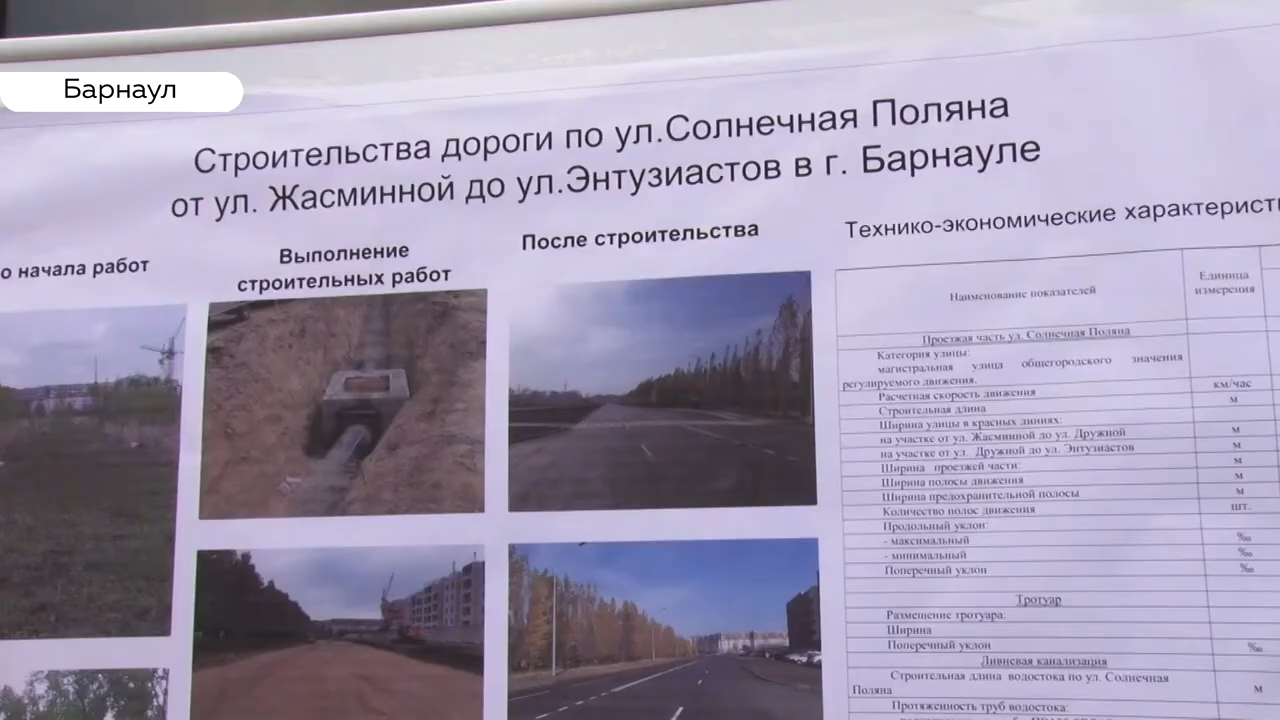 Барнаул
Строительства дороги по ул.Солнечная Поляна
от ул. Жасминной до ул.Энтузиастов в г. Барнауле
о начала работ
Выполнение
строительных работ
После строительства
Технико-экономические характерист
Наименование показателей
Единица
измерения
Проезжая часть ул. Солнечная Поляна
Категория улицы:
магистральная улица общегородского значения
регулируемого движения.
Расчетная скорость движения
км/час
Строительная длина
м
Ширина улицы в красных линиях:
на участке от ул. Жасминной до ул. Дружной
м
на участке от ул. Дружной до ул. Энтузиастов
м
Ширина проезжей части:
м
Ширина полосы движения
м
Ширина предохранительной полосы
м
Количество полос движения
шт.
Продольный уклон:
- максимальный
‰
- минимальный
‰
Поперечный уклон
‰
Тротуар
Размещение тротуара:
Ширина
Поперечный уклон
‰
Ливневая канализация
Строительная длина водостока по ул. Солнечная
Поляна
м
Протяженность труб водостока: